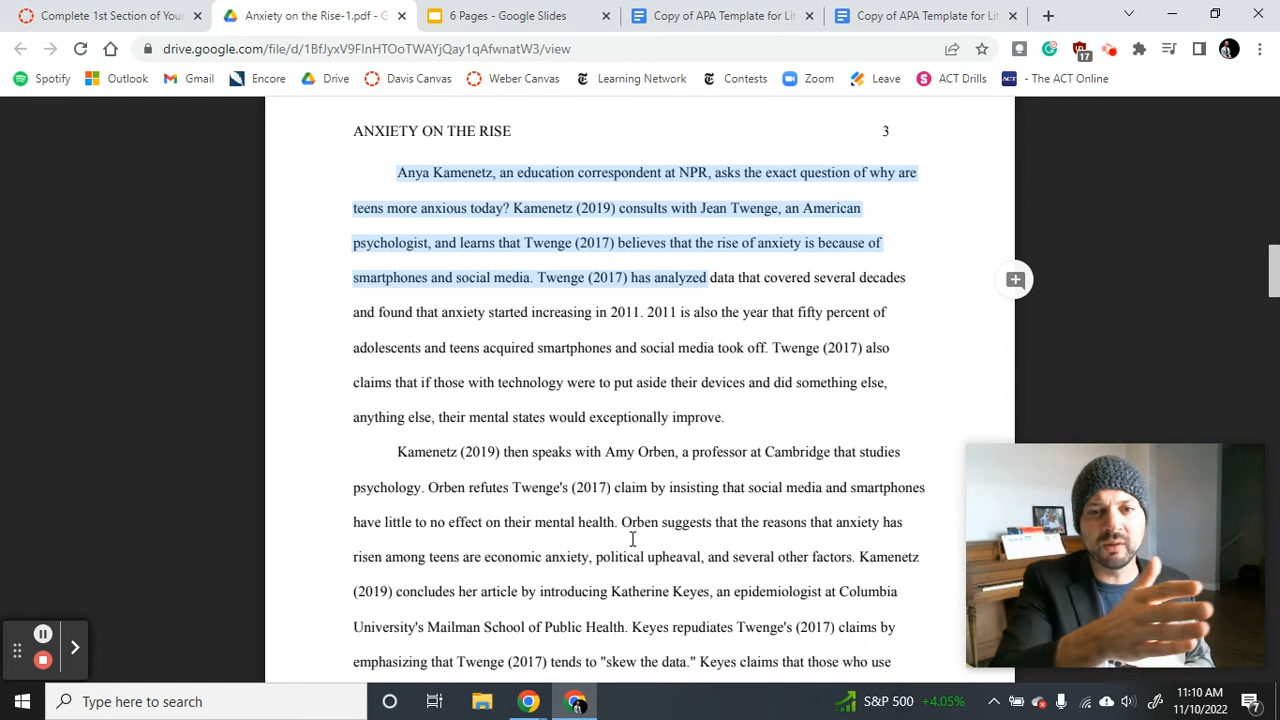 Complete 1st Section of Your
Anxiety on the Rise-1.pdf - G
6 Pages - Google Slides
Copy of APA Template for Lit
Copy of APA Template for Lit
drive.google.com/file/d/1BfJyxV9FInHTOoTWAYjQay1qAfwnatW3/view
17
Spotify
Outlook
Gmail
Encore
Drive
Davis Canvas
Weber Canvas
Learning Network
Contests
Zoom
Leave
ACT Drills
ACT - The ACT Online
ANXIETY ON THE RISE 3
Anya Kamenetz, an education correspondent at NPR, asks the exact question of why are
teens more anxious today? Kamenetz (2019) consults with Jean Twenge, an American
psychologist, and learns that Twenge (2017) believes that the rise of anxiety is because of
smartphones and social media. Twenge (2017) has analyzed data that covered several decades
and found that anxiety started increasing in 2011. 2011 is also the year that fifty percent of
adolescents and teens acquired smartphones and social media took off. Twenge (2017) also
claims that if those with technology were to put aside their devices and did something else,
anything else, their mental states would exceptionally improve.
Kamenetz (2019) then speaks with Amy Orben, a professor at Cambridge that studies
psychology. Orben refutes Twenge's (2017) claim by insisting that social media and smartphones
have little to no effect on their mental health. Orben suggests that the reasons that anxiety has
risen among teens are economic anxiety, political upheaval, and several other factors. Kamenetz
(2019) concludes her article by introducing Katherine Keyes, an epidemiologist at Columbia
University's Mailman School of Public Health. Keyes repudiates Twenge's (2017) claims by
emphasizing that Twenge (2017) tends to "skew the data." Keyes claims that those who use
Type here to search
S&P 500 +4.05%
11:10 AM
11/10/2022
7